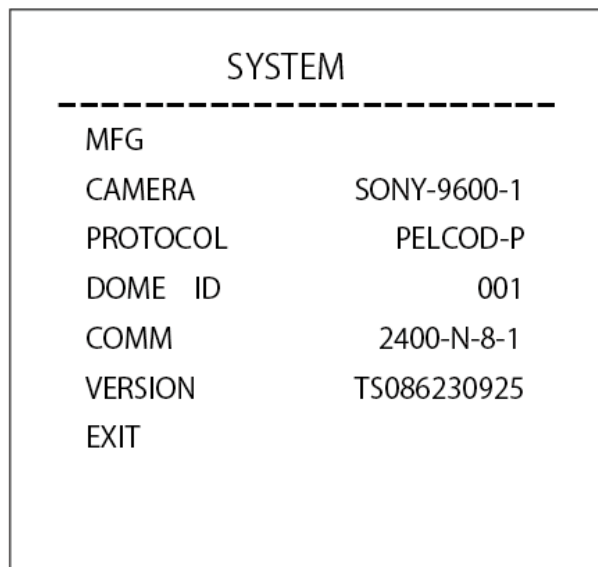 SYSTEM
MFG
CAMERA SONY-9600-1
PROTOCOL PELCOD-P
DOME ID 001
COMM 2400-N-8-1
VERSION TS086230925
EXIT